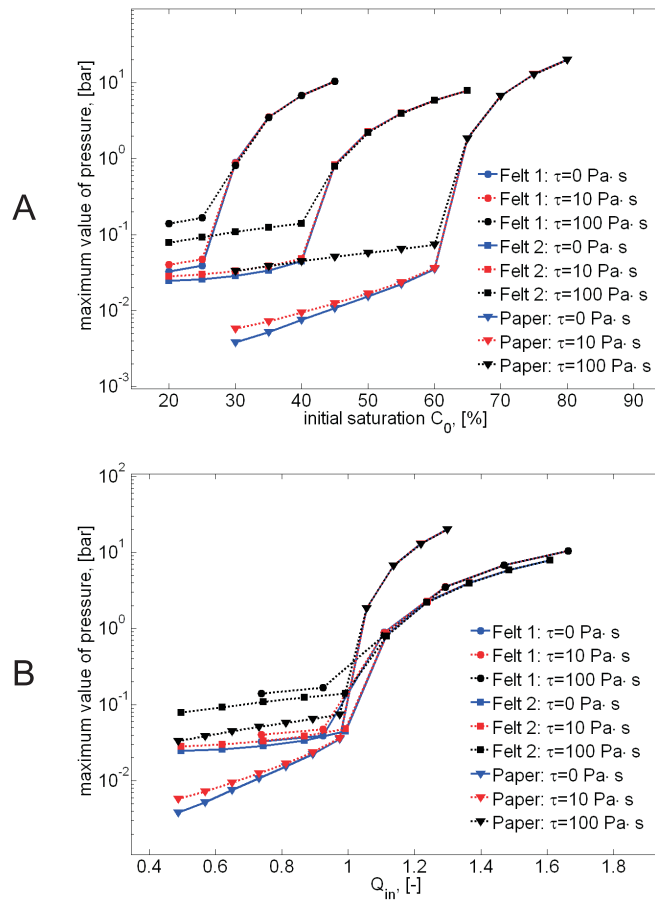 A
maximum value of pressure, [bar]
10¹
10⁰
10⁻¹
10⁻²
10⁻³
20 30 40 50 60 70 80 90
initial saturation C₀, [%]
Felt 1: τ=0 Pa· s
Felt 1: τ=10 Pa· s
Felt 1: τ=100 Pa· s
Felt 2: τ=0 Pa· s
Felt 2: τ=10 Pa· s
Felt 2: τ=100 Pa· s
Paper: τ=0 Pa· s
Paper: τ=10 Pa· s
Paper: τ=100 Pa· s
B
maximum value of pressure, [bar]
10²
10¹
10⁰
10⁻¹
10⁻²
0.4 0.6 0.8 1 1.2 1.4 1.6 1.8
Qᵢₙ, [-]
Felt 1: τ=0 Pa· s
Felt 1: τ=10 Pa· s
Felt 1: τ=100 Pa· s
Felt 2: τ=0 Pa· s
Felt 2: τ=10 Pa· s
Felt 2: τ=100 Pa· s
Paper: τ=0 Pa· s
Paper: τ=10 Pa· s
Paper: τ=100 Pa· s